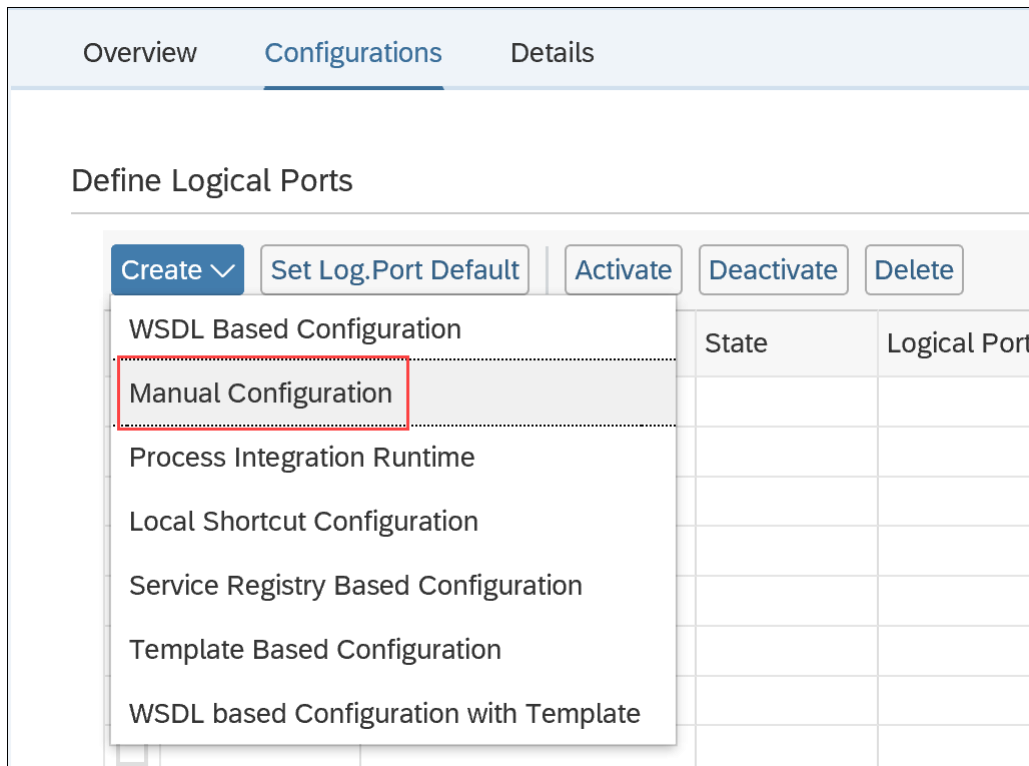 Overview Configurations Details
Define Logical Ports
Create Set Log.Port Default Activate Deactivate Delete
WSDL Based Configuration
State Logical Port
Manual Configuration
Process Integration Runtime
Local Shortcut Configuration
Service Registry Based Configuration
Template Based Configuration
WSDL based Configuration with Template